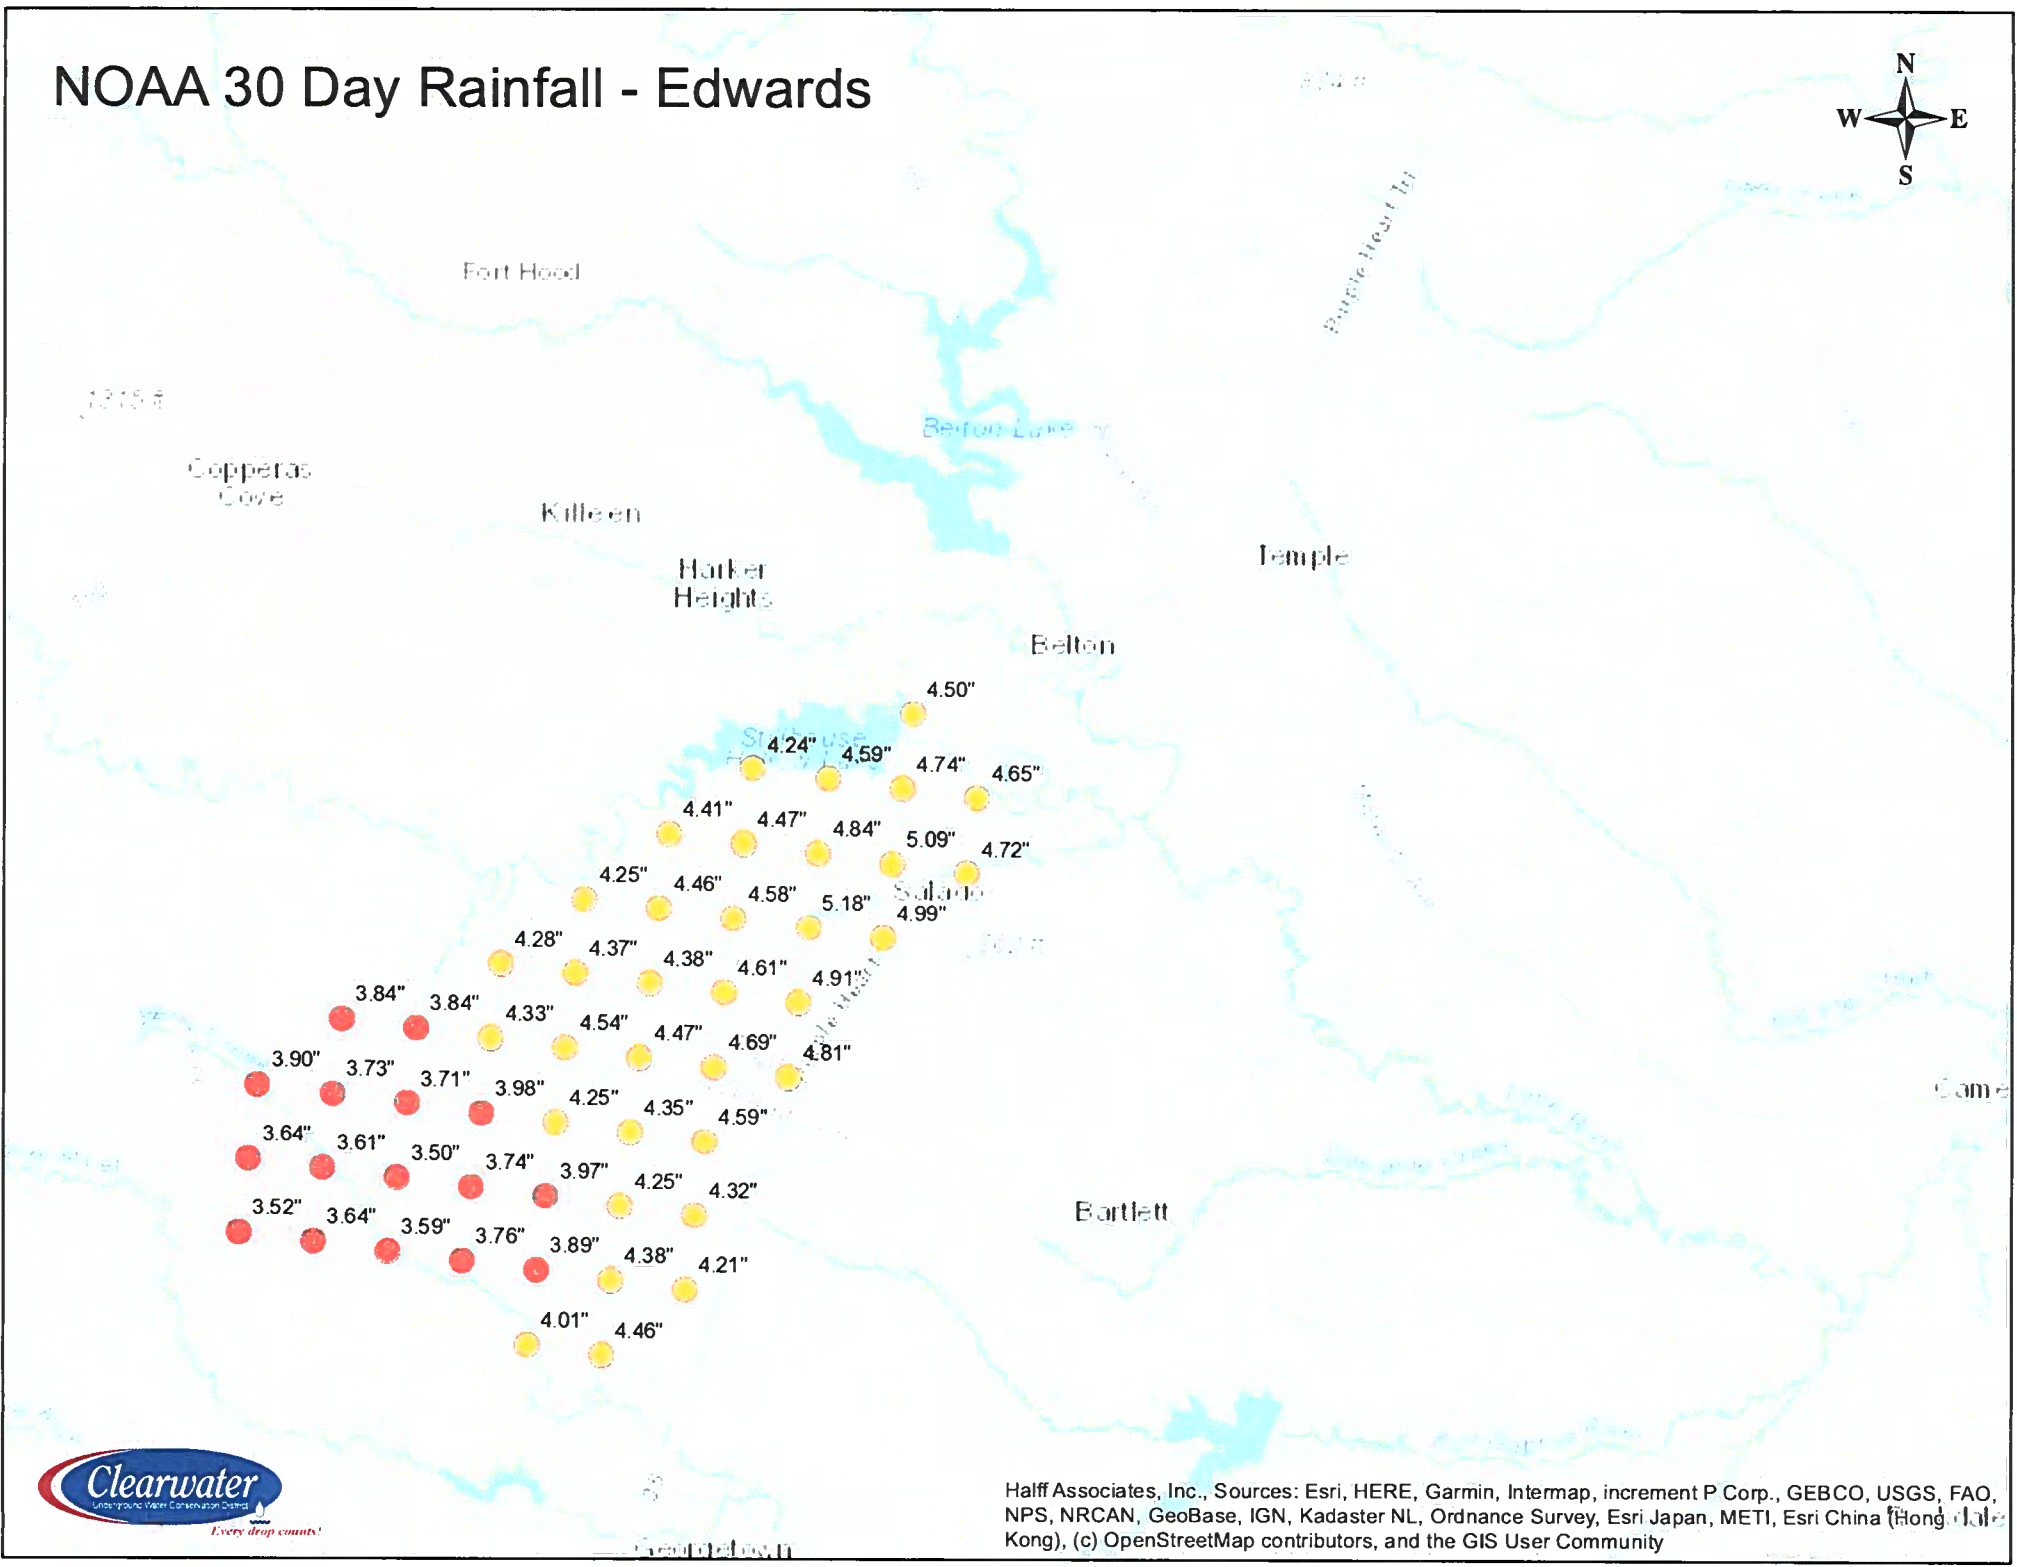 NOAA 30 Day Rainfall - Edwards
N
W E
S
Fort Hood
Belton Lake
Copperas
Cove
Killeen
Harker
Heights
Temple
Belton
4.50"
4.24" 4.59" 4.74" 4.65"
4.41" 4.47" 4.84" 5.09" 4.72"
Salado
4.25" 4.46" 4.58" 5.18" 4.99"
4.28" 4.37" 4.38" 4.61" 4.91"
3.84" 3.84" 4.33" 4.54" 4.47" 4.69" 4.81"
3.90" 3.73" 3.71" 3.98" 4.25" 4.35" 4.59"
3.64" 3.61" 3.50" 3.74" 3.97" 4.25" 4.32"
3.52" 3.64" 3.59" 3.76" 3.89" 4.38" 4.21"
4.01" 4.46"
Bartlett
Clearwater
Underground Water Conservation District
Every drop counts!
Georgetown
Halff Associates, Inc., Sources: Esri, HERE, Garmin, Intermap, increment P Corp., GEBCO, USGS, FAO,
NPS, NRCAN, GeoBase, IGN, Kadaster NL, Ordnance Survey, Esri Japan, METI, Esri China (Hong
Kong), (c) OpenStreetMap contributors, and the GIS User Community